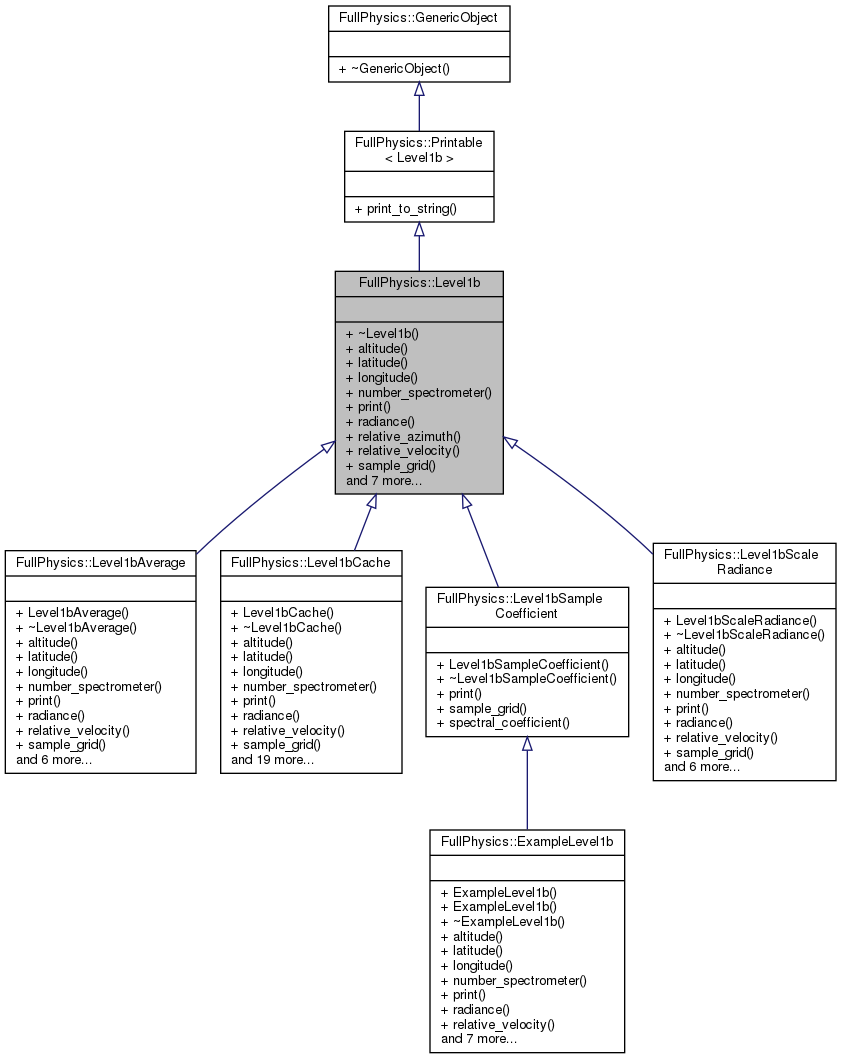 FullPhysics::GenericObject
+ ~GenericObject()
FullPhysics::Printable
< Level1b >
+ print_to_string()
FullPhysics::Level1b
+ ~Level1b()
+ altitude()
+ latitude()
+ longitude()
+ number_spectrometer()
+ print()
+ radiance()
+ relative_azimuth()
+ relative_velocity()
+ sample_grid()
and 7 more...
FullPhysics::Level1bAverage
+ Level1bAverage()
+ ~Level1bAverage()
+ altitude()
+ latitude()
+ longitude()
+ number_spectrometer()
+ print()
+ radiance()
+ relative_velocity()
+ sample_grid()
and 6 more...
FullPhysics::Level1bCache
+ Level1bCache()
+ ~Level1bCache()
+ altitude()
+ latitude()
+ longitude()
+ number_spectrometer()
+ print()
+ radiance()
+ relative_velocity()
+ sample_grid()
and 19 more...
FullPhysics::Level1bSample
Coefficient
+ Level1bSampleCoefficient()
+ ~Level1bSampleCoefficient()
+ print()
+ sample_grid()
+ spectral_coefficient()
FullPhysics::Level1bScale
Radiance
+ Level1bScaleRadiance()
+ ~Level1bScaleRadiance()
+ altitude()
+ latitude()
+ longitude()
+ number_spectrometer()
+ print()
+ radiance()
+ relative_velocity()
+ sample_grid()
and 6 more...
FullPhysics::ExampleLevel1b
+ ExampleLevel1b()
+ ExampleLevel1b()
+ ~ExampleLevel1b()
+ altitude()
+ latitude()
+ longitude()
+ number_spectrometer()
+ print()
+ radiance()
+ relative_velocity()
and 7 more...